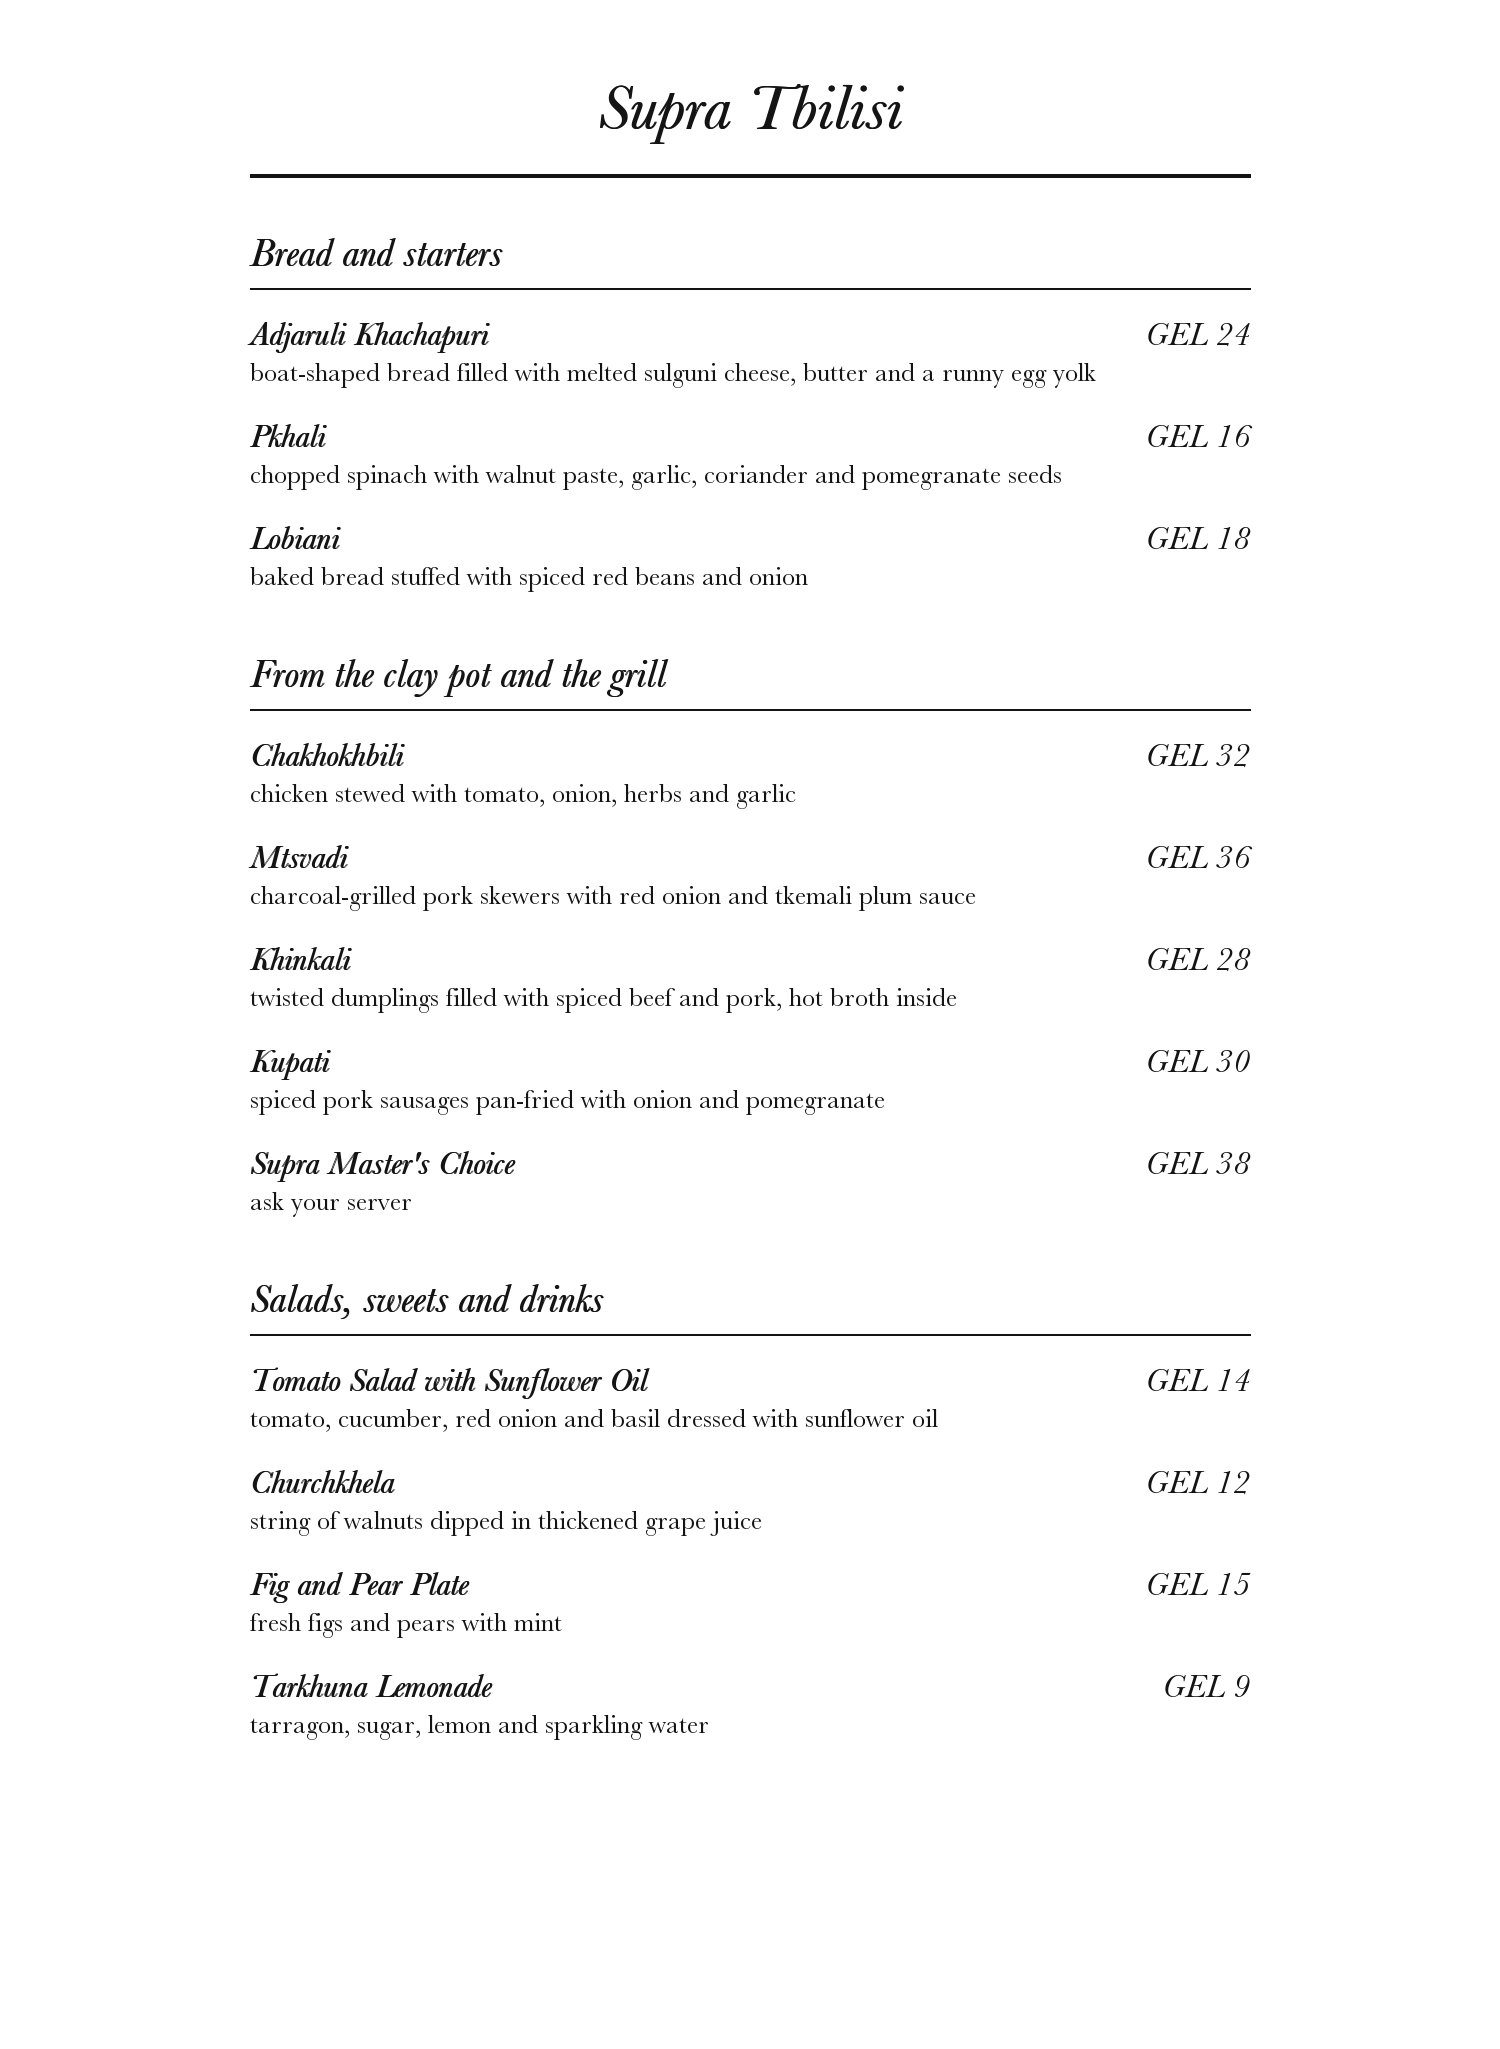 Supra Tbilisi
Bread and starters
Adjaruli Khachapuri GEL 24
boat-shaped bread filled with melted sulguni cheese, butter and a runny egg yolk
Pkhali GEL 16
chopped spinach with walnut paste, garlic, coriander and pomegranate seeds
Lobiani GEL 18
baked bread stuffed with spiced red beans and onion
From the clay pot and the grill
Chakhokhbili GEL 32
chicken stewed with tomato, onion, herbs and garlic
Mtsvadi GEL 36
charcoal-grilled pork skewers with red onion and tkemali plum sauce
Khinkali GEL 28
twisted dumplings filled with spiced beef and pork, hot broth inside
Kupati GEL 30
spiced pork sausages pan-fried with onion and pomegranate
Supra Master's Choice GEL 38
ask your server
Salads, sweets and drinks
Tomato Salad with Sunflower Oil GEL 14
tomato, cucumber, red onion and basil dressed with sunflower oil
Churchkhela GEL 12
string of walnuts dipped in thickened grape juice
Fig and Pear Plate GEL 15
fresh figs and pears with mint
Tarkhuna Lemonade GEL 9
tarragon, sugar, lemon and sparkling water